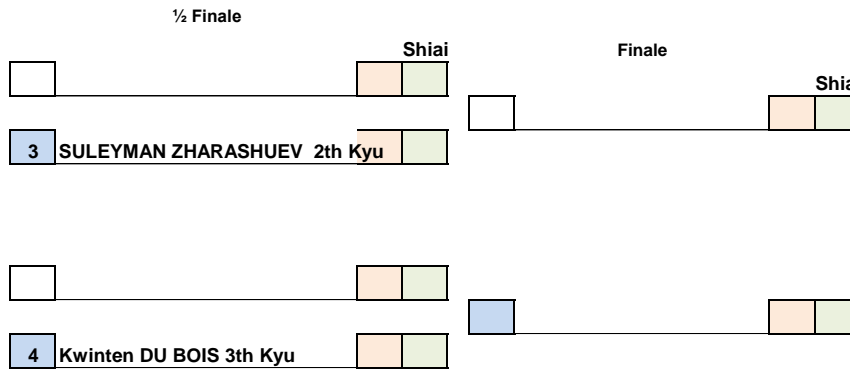 ½ Finale
Shiai
Finale
Shia
3 SULEYMAN ZHARASHUEV 2th Kyu
4 Kwinten DU BOIS 3th Kyu